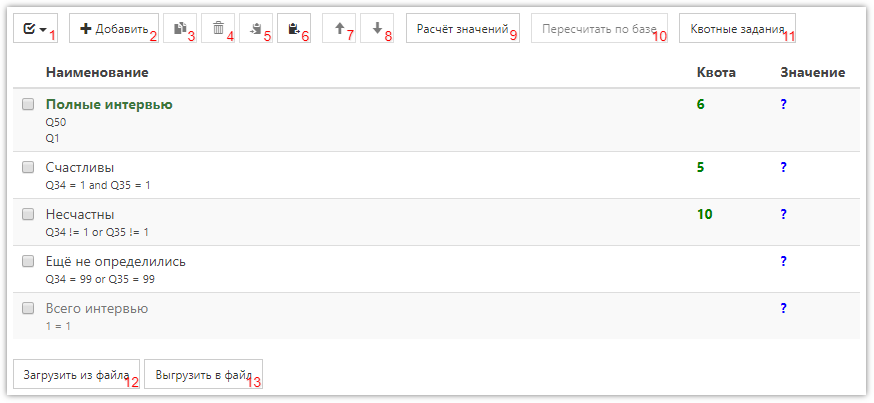 1 Добавить 2 3 4 5 6 7 8 Расчёт значений 9 Пересчитать по базе 10 Квотные задания 11
Наименование Квота Значение
Полные интервью 6 ?
Q50
Q1
Счастливы 5 ?
Q34 = 1 and Q35 = 1
Несчастны 10 ?
Q34 != 1 or Q35 != 1
Ещё не определились ?
Q34 = 99 or Q35 = 99
Всего интервью ?
1 = 1
Загрузить из файла 12 Выгрузить в файл 13